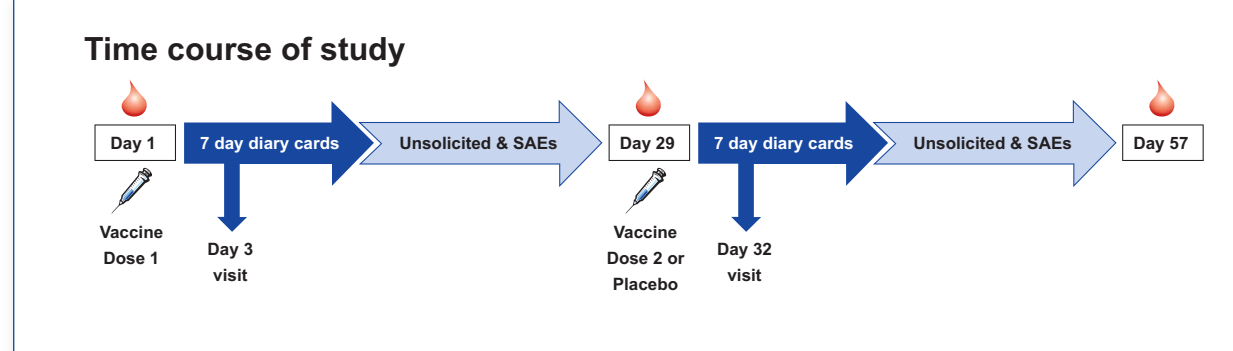 Time course of study
Day 1
7 day diary cards
Unsolicited & SAEs
Day 29
7 day diary cards
Unsolicited & SAEs
Day 57
Vaccine
Dose 1
Day 3
visit
Vaccine
Dose 2 or
Placebo
Day 32
visit